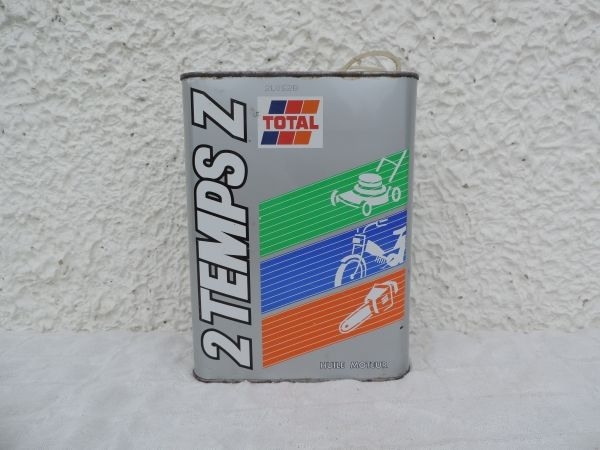 TOTAL
2 TEMPS Z
HUILE MOTEUR